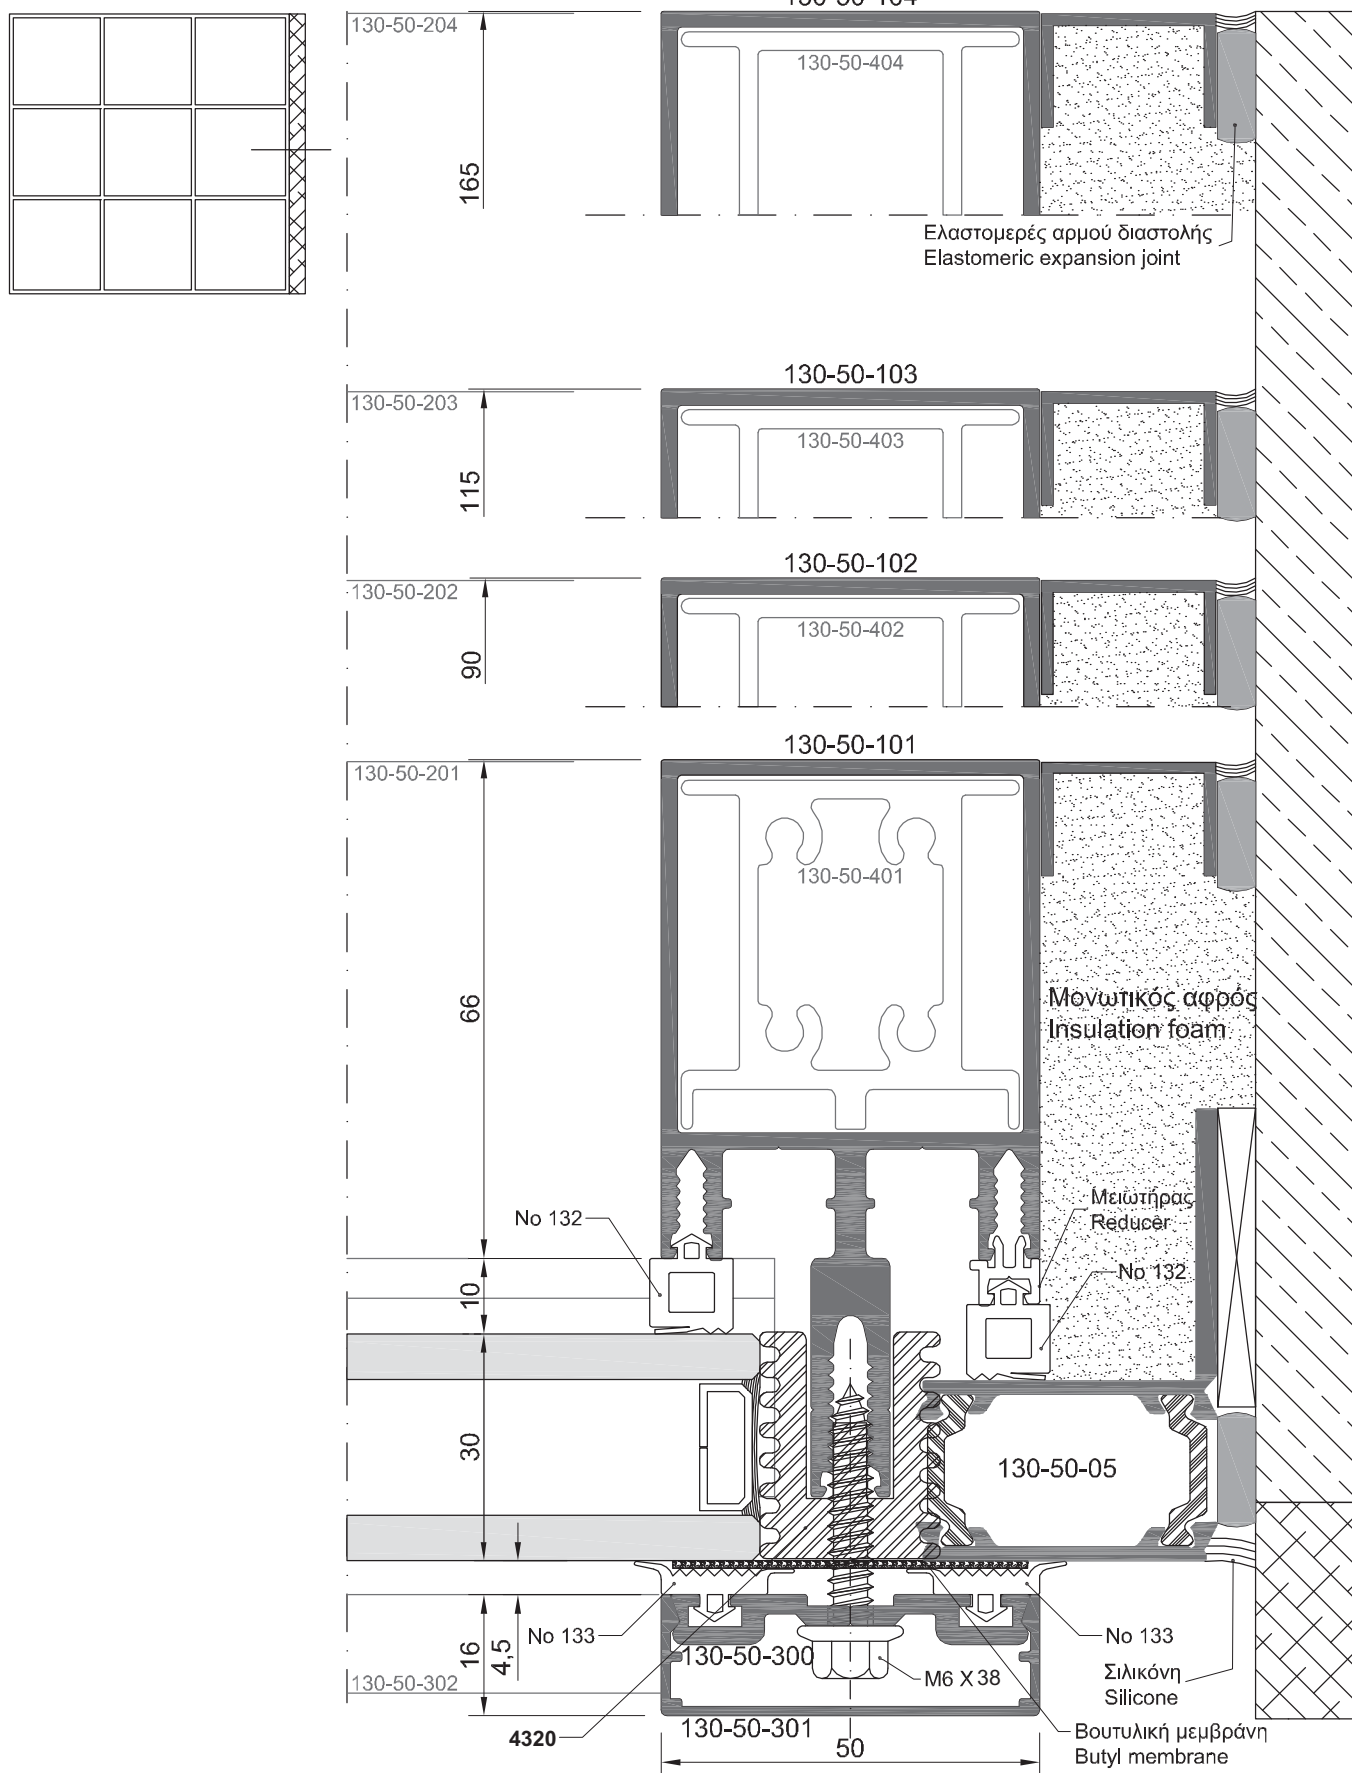 130-50-104
130-50-204
130-50-404
165
Ελαστομερές αρμού διαστολής
Elastomeric expansion joint
130-50-103
130-50-203
130-50-403
115
130-50-102
130-50-202
130-50-402
90
130-50-101
130-50-201
130-50-401
66
Μονωτικός αφρός
Insulation foam
Μειωτήρας
Reducer
No 132
No 132
10
30
130-50-05
No 133
No 133
16
4,5
130-50-300
M6 X 38
Σιλικόνη
Silicone
130-50-302
130-50-301
4320
Βουτυλική μεμβράνη
Butyl membrane
50